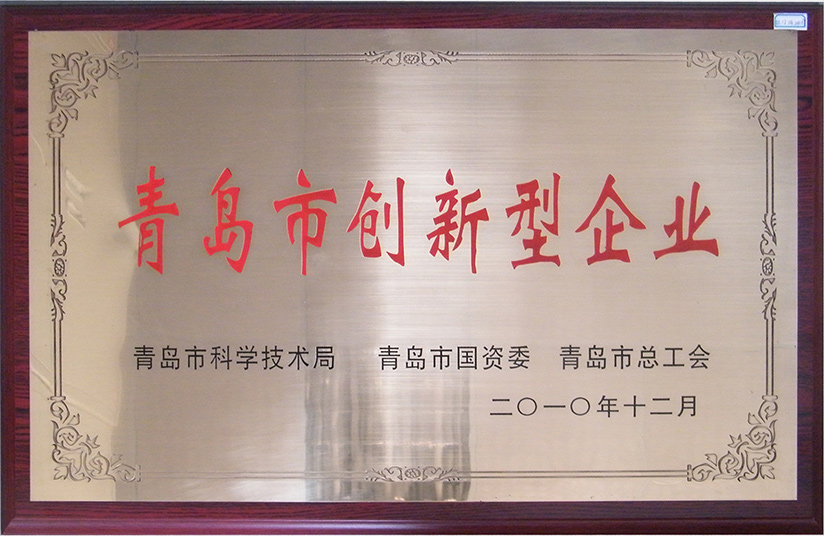 青岛市创新型企业
青岛市科学技术局 青岛市国资委 青岛市总工会
二〇一〇年十二月